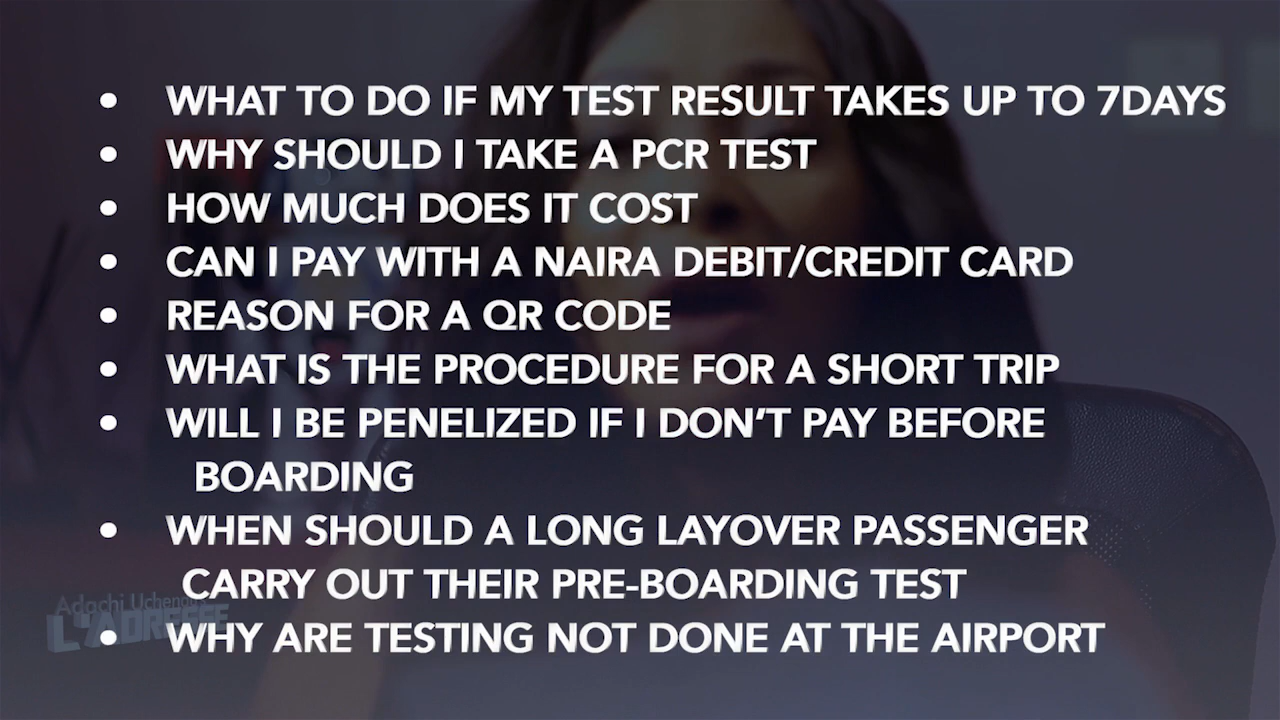 • WHAT TO DO IF MY TEST RESULT TAKES UP TO 7DAYS
• WHY SHOULD I TAKE A PCR TEST
• HOW MUCH DOES IT COST
• CAN I PAY WITH A NAIRA DEBIT/CREDIT CARD
• REASON FOR A QR CODE
• WHAT IS THE PROCEDURE FOR A SHORT TRIP
• WILL I BE PENELIZED IF I DON'T PAY BEFORE
BOARDING
• WHEN SHOULD A LONG LAYOVER PASSENGER
CARRY OUT THEIR PRE-BOARDING TEST
Adachi
L'ADRESSE
• WHY ARE TESTING NOT DONE AT THE AIRPORT